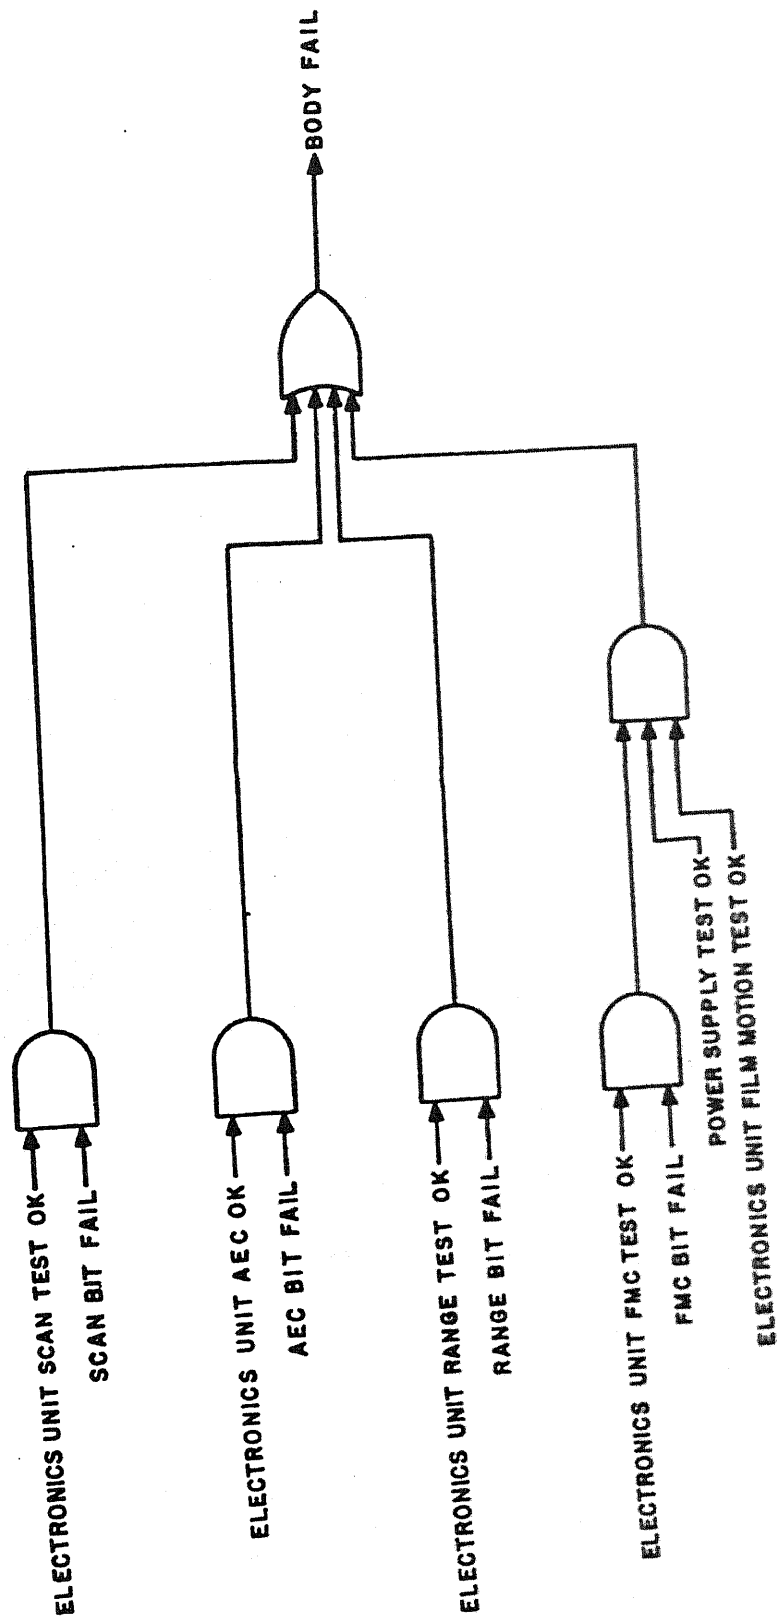 ELECTRONICS UNIT SCAN TEST OK
SCAN BIT FAIL
ELECTRONICS UNIT AEC OK
AEC BIT FAIL
ELECTRONICS UNIT RANGE TEST OK
RANGE BIT FAIL
ELECTRONICS UNIT FMC TEST OK
FMC BIT FAIL
POWER SUPPLY TEST OK
ELECTRONICS UNIT FILM MOTION TEST OK
BODY FAIL